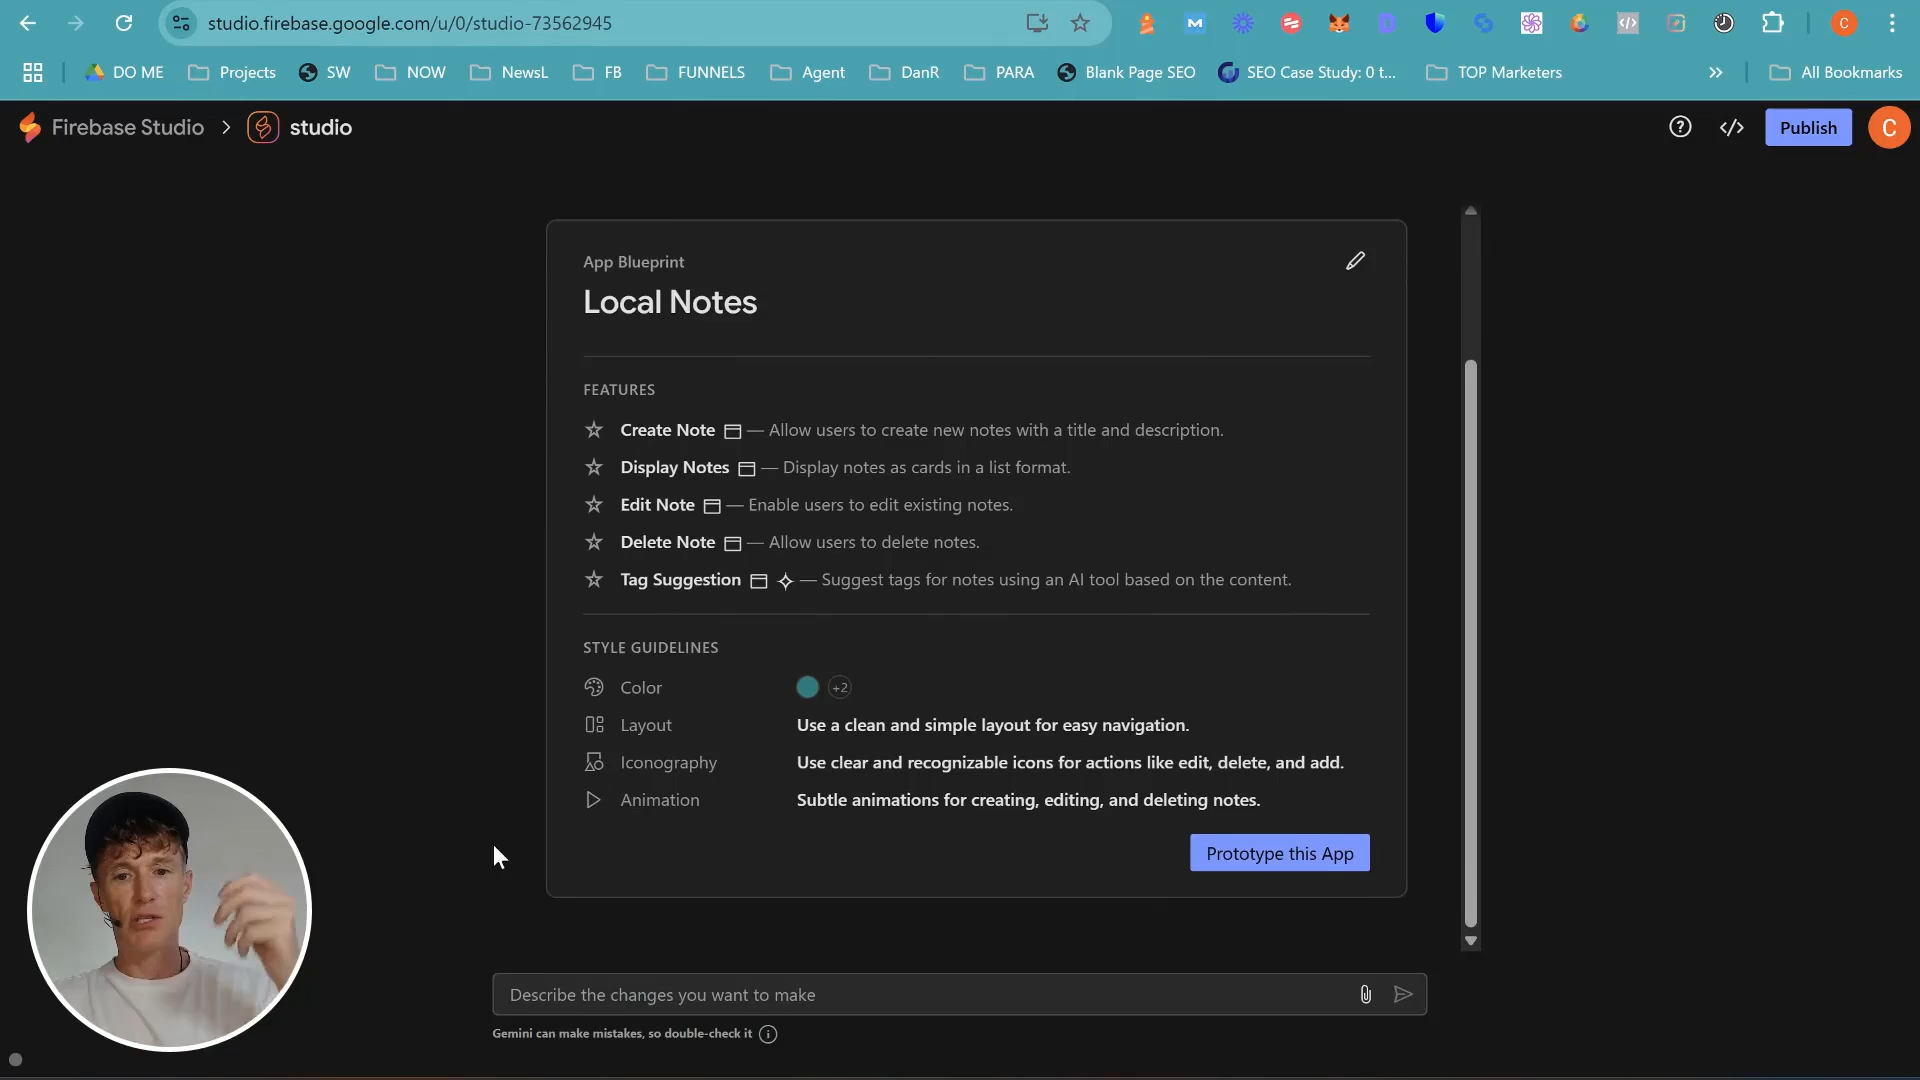 studio.firebase.google.com/u/0/studio-73562945
C
DO ME Projects SW NOW NewsL FB FUNNELS Agent DanR PARA Blank Page SEO SEO Case Study: 0 t... TOP Marketers » All Bookmarks
Firebase Studio > studio
Publish
C
App Blueprint
Local Notes
FEATURES
Create Note — Allow users to create new notes with a title and description.
Display Notes — Display notes as cards in a list format.
Edit Note — Enable users to edit existing notes.
Delete Note — Allow users to delete notes.
Tag Suggestion — Suggest tags for notes using an AI tool based on the content.
STYLE GUIDELINES
Color +2
Layout Use a clean and simple layout for easy navigation.
Iconography Use clear and recognizable icons for actions like edit, delete, and add.
Animation Subtle animations for creating, editing, and deleting notes.
Prototype this App
Describe the changes you want to make
Gemini can make mistakes, so double-check it